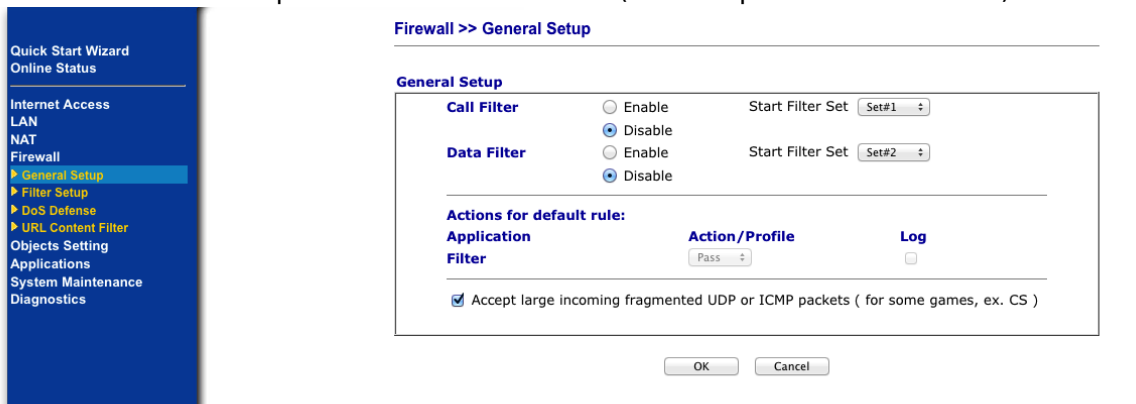 Firewall >> General Setup
Quick Start Wizard
Online Status
Internet Access
LAN
NAT
Firewall
General Setup
Filter Setup
DoS Defense
URL Content Filter
Objects Setting
Applications
System Maintenance
Diagnostics
General Setup
Call Filter Enable Start Filter Set Set#1
Disable
Data Filter Enable Start Filter Set Set#2
Disable
Actions for default rule:
Application Action/Profile Log
Filter Pass
Accept large incoming fragmented UDP or ICMP packets ( for some games, ex. CS )
OK Cancel